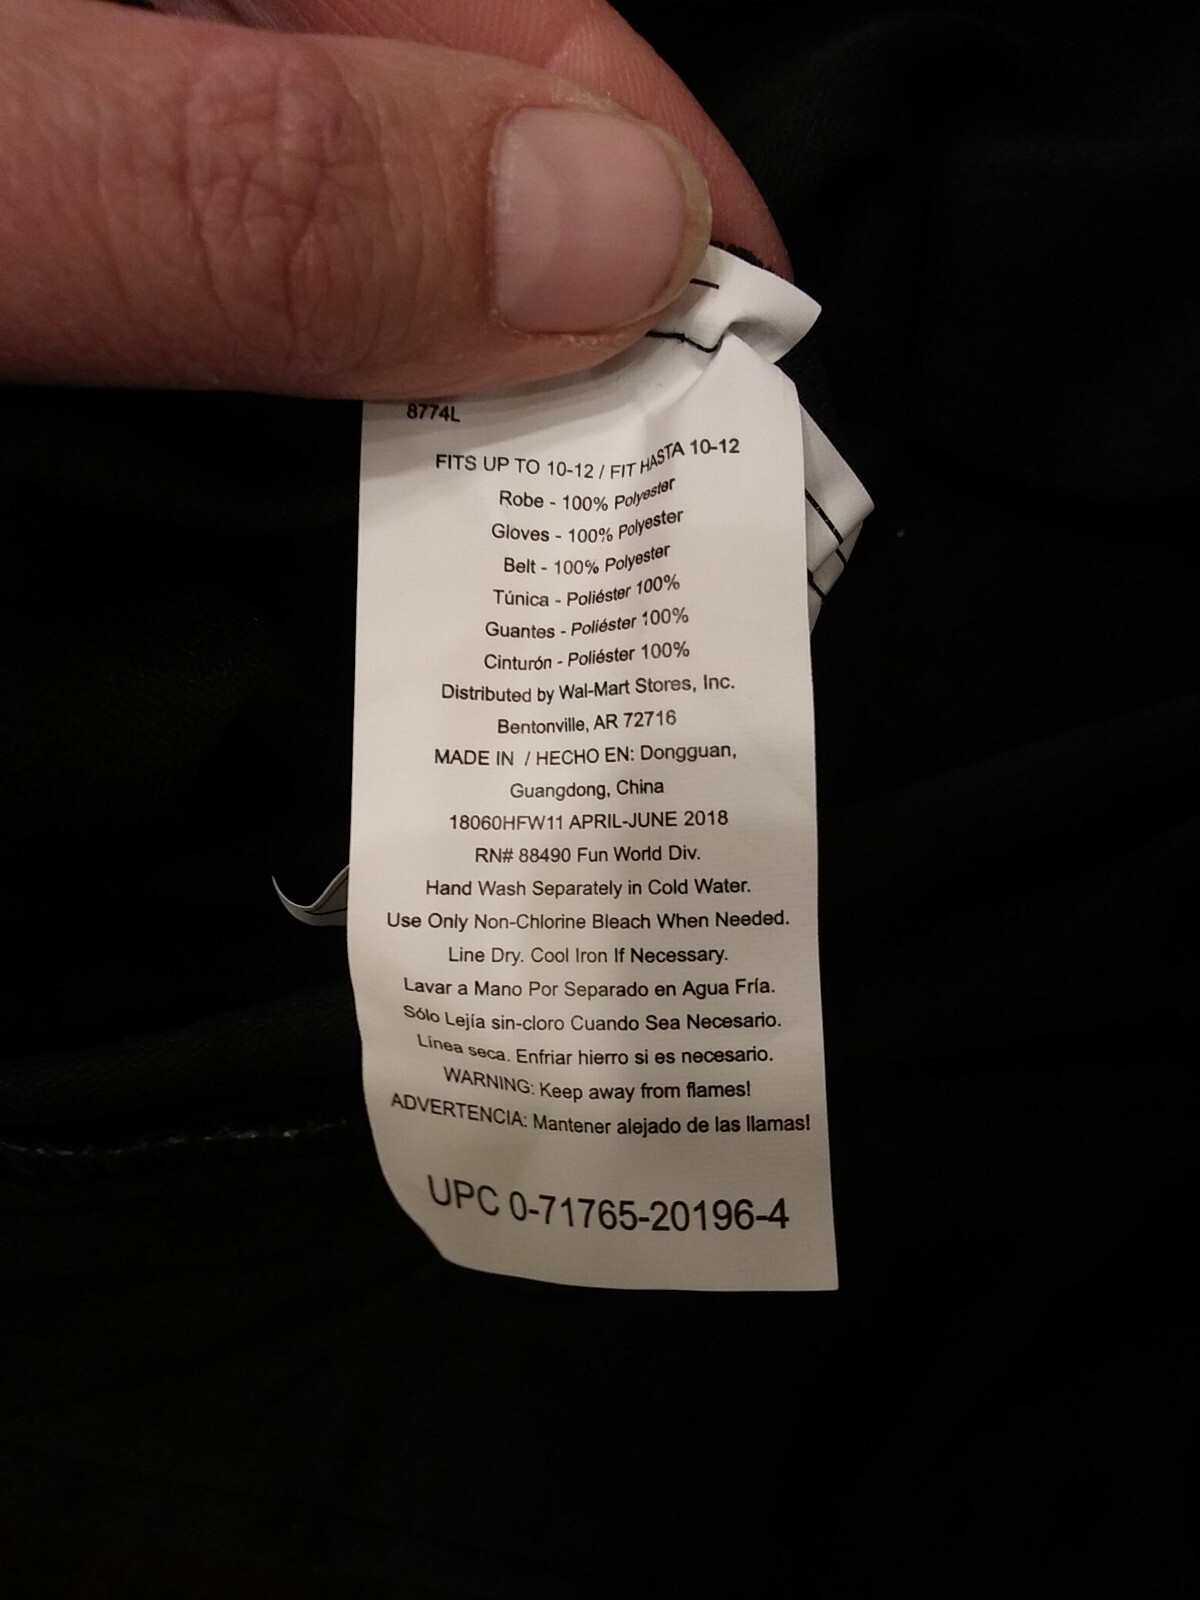 8774L
FITS UP TO 10-12 / FIT HASTA 10-12
Robe - 100% Polyester
Gloves - 100% Polyester
Belt - 100% Polyester
Túnica - Poliéster 100%
Guantes - Poliéster 100%
Cinturón - Poliéster 100%
Distributed by Wal-Mart Stores, Inc.
Bentonville, AR 72716
MADE IN / HECHO EN: Dongguan,
Guangdong, China
18060HFW11 APRIL-JUNE 2018
RN# 88490 Fun World Div.
Hand Wash Separately in Cold Water.
Use Only Non-Chlorine Bleach When Needed.
Line Dry. Cool Iron If Necessary.
Lavar a Mano Por Separado en Agua Fría.
Sólo Lejía sin-cloro Cuando Sea Necesario.
Línea seca. Enfriar hierro si es necesario.
WARNING: Keep away from flames!
ADVERTENCIA: Mantener alejado de las llamas!
UPC 0-71765-20196-4